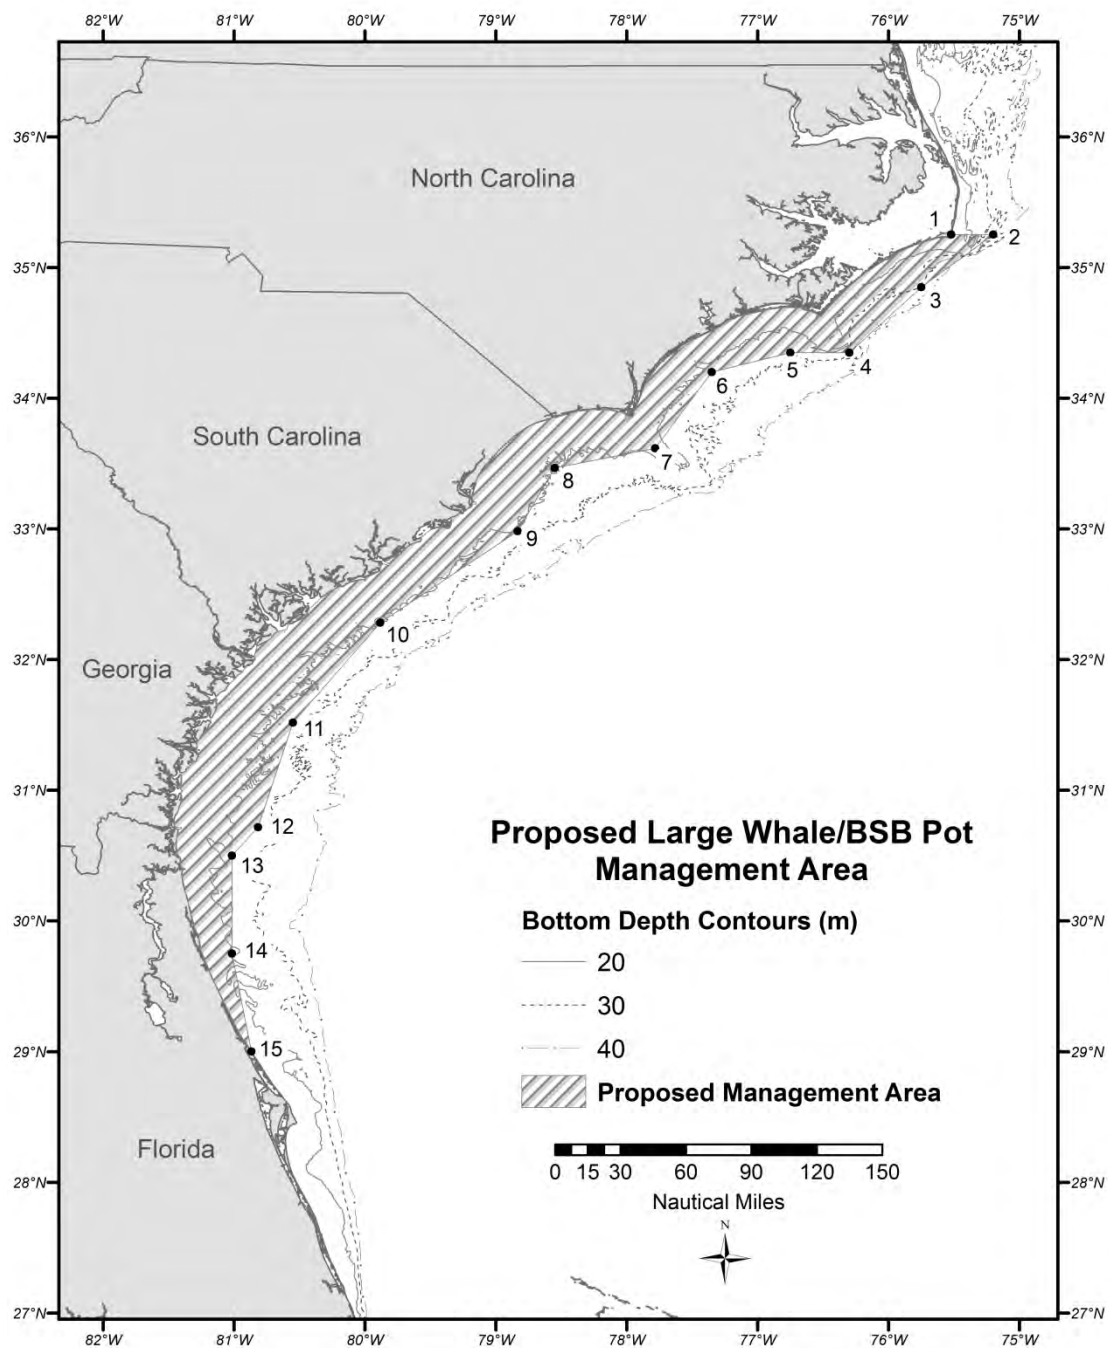 82°W 81°W 80°W 79°W 78°W 77°W 76°W 75°W
36°N 36°N
North Carolina
1
2
35°N 35°N
3
4
5
6
34°N 34°N
South Carolina
7
8
33°N 33°N
9
10
32°N 32°N
Georgia
11
31°N 31°N
12
Proposed Large Whale/BSB Pot
Management Area
13
Bottom Depth Contours (m)
30°N 30°N
14
20
30
29°N 29°N
15
40
Proposed Management Area
Florida
0 15 30 60 90 120 150
28°N 28°N
Nautical Miles
N
27°N 27°N
82°W 81°W 80°W 79°W 78°W 77°W 76°W 75°W